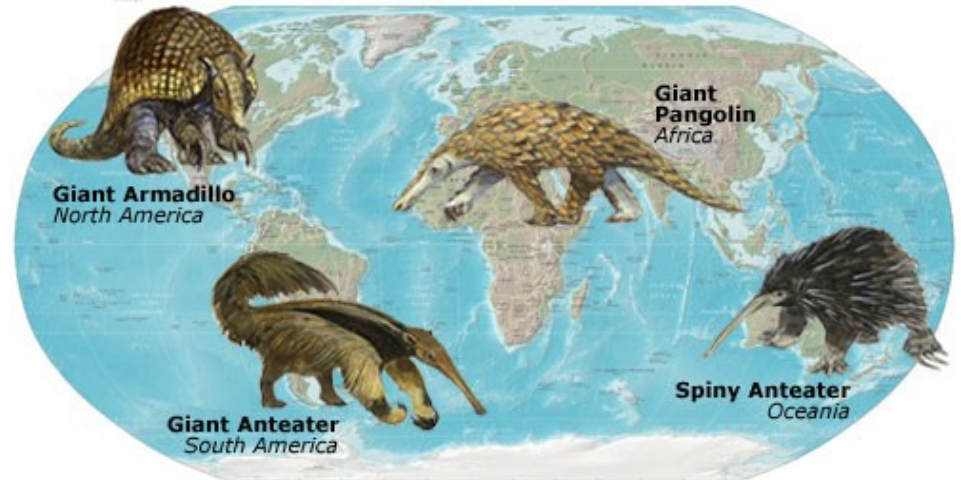 Giant Armadillo
North America
Giant
Pangolin
Africa
Giant Anteater
South America
Spiny Anteater
Oceania